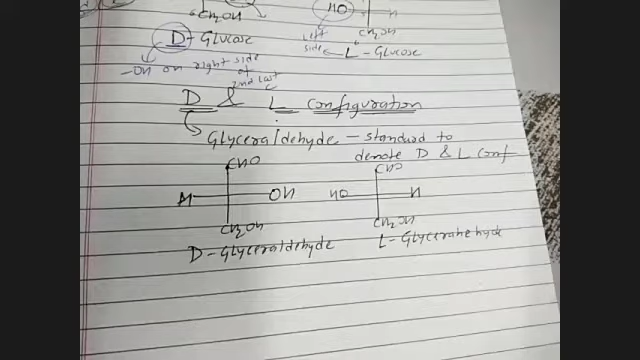 CH2OH
HO H
CH2OH
D - Glucose
Left side
L - Glucose
-OH on right side of 2nd last C
D & L configuration
Glyceraldehyde - standard to denote D & L Conf
CHO CHO
H OH HO H
CH2OH CH2OH
D - Glyceraldehyde L - Glyceraldehyde